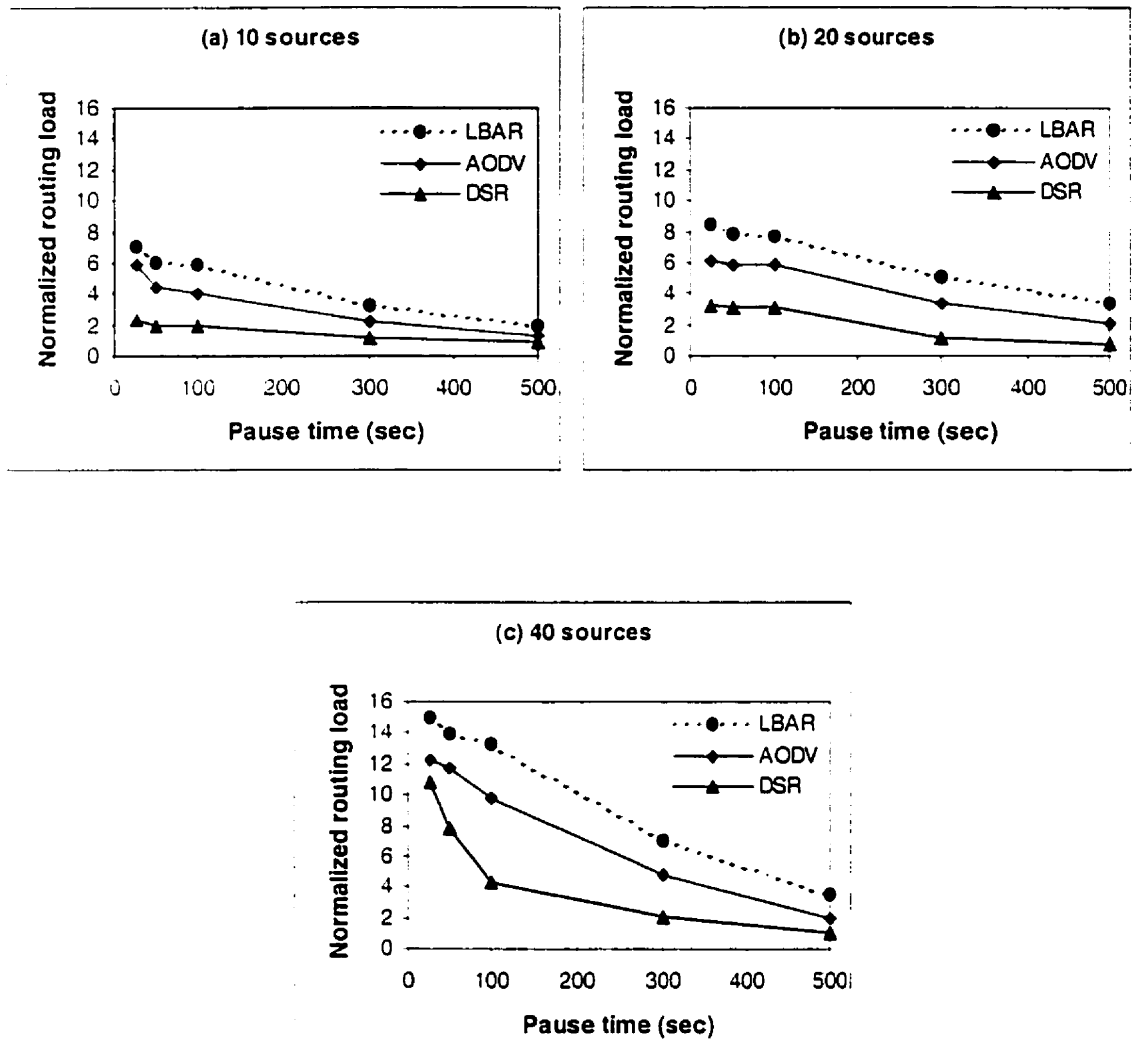 (a) 10 sources
Normalized routing load
16
14
12
10
8
6
4
2
0
LBAR
AODV
DSR
0 100 200 300 400 500
Pause time (sec)
(b) 20 sources
Normalized routing load
16
14
12
10
8
6
4
2
0
LBAR
AODV
DSR
0 100 200 300 400 500
Pause time (sec)
(c) 40 sources
Normalized routing load
16
14
12
10
8
6
4
2
0
LBAR
AODV
DSR
0 100 200 300 400 500
Pause time (sec)